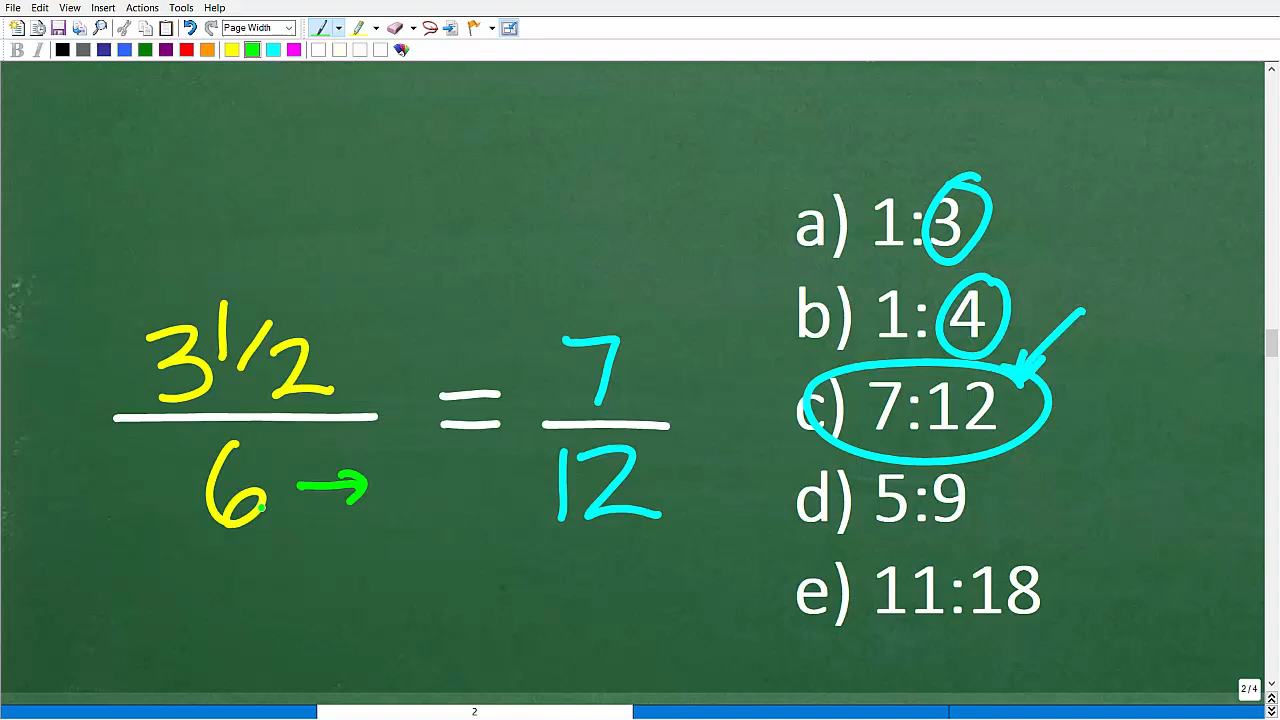 File Edit View Insert Actions Tools Help
Page Width
B I
a) 1:3
b) 1: 4
3 1/2
6
=
7
12
c) 7:12
d) 5:9
e) 11:18
2/4
2